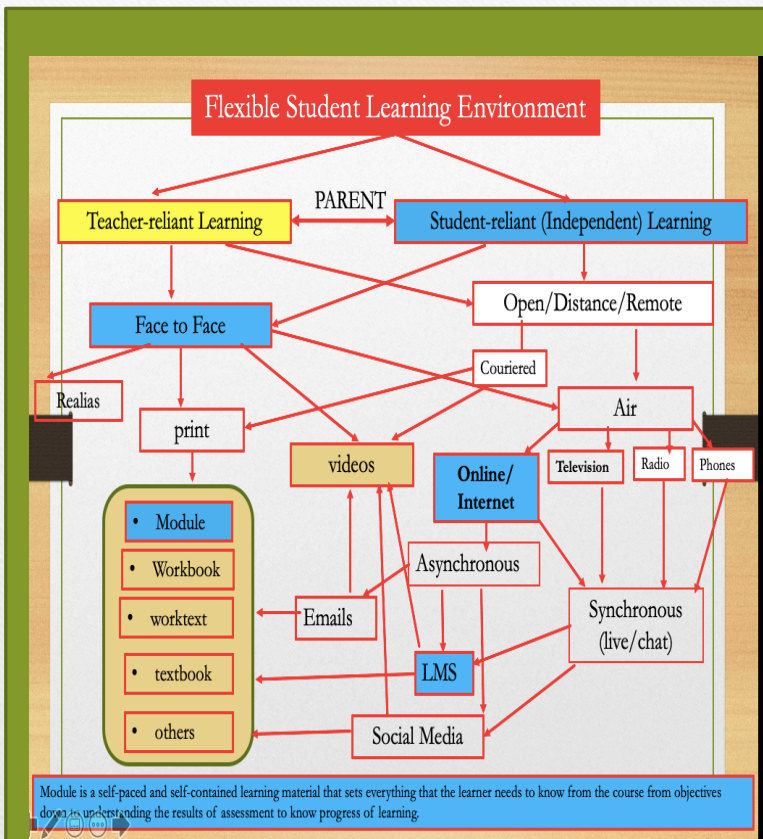 Flexible Student Learning Environment
PARENT
Teacher-reliant Learning
Student-reliant (Independent) Learning
Open/Distance/Remote
Face to Face
Couriered
Realias
Air
print
videos
Online/
Internet
Television
Radio
Phones
• Module
• Workbook
• worktext
• textbook
• others
Asynchronous
Emails
Synchronous
(live/chat)
LMS
Social Media
Module is a self-paced and self-contained learning material that sets everything that the learner needs to know from the course from objectives
down to understanding the results of assessment to know progress of learning.